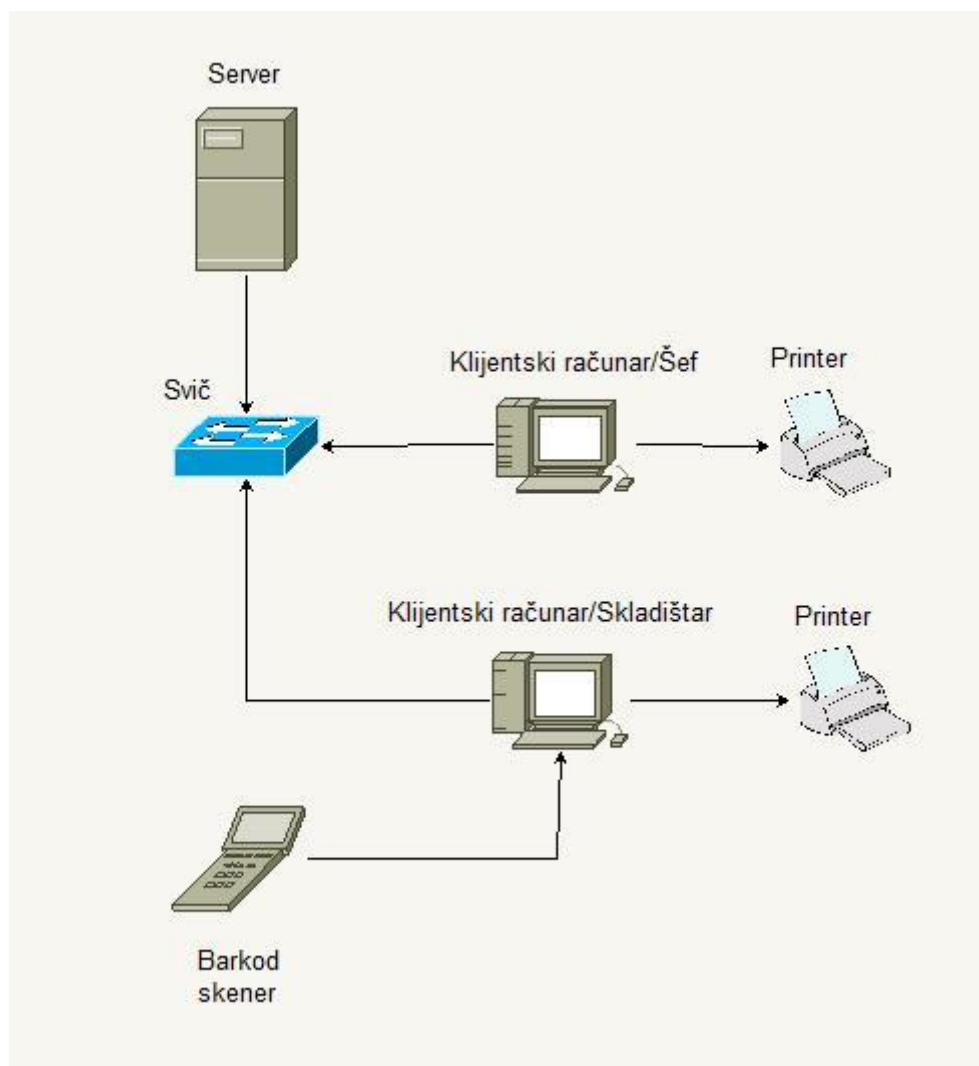 Server
Svič
Klijentski računar/Šef
Printer
Klijentski računar/Skladištar
Printer
Barkod
skener